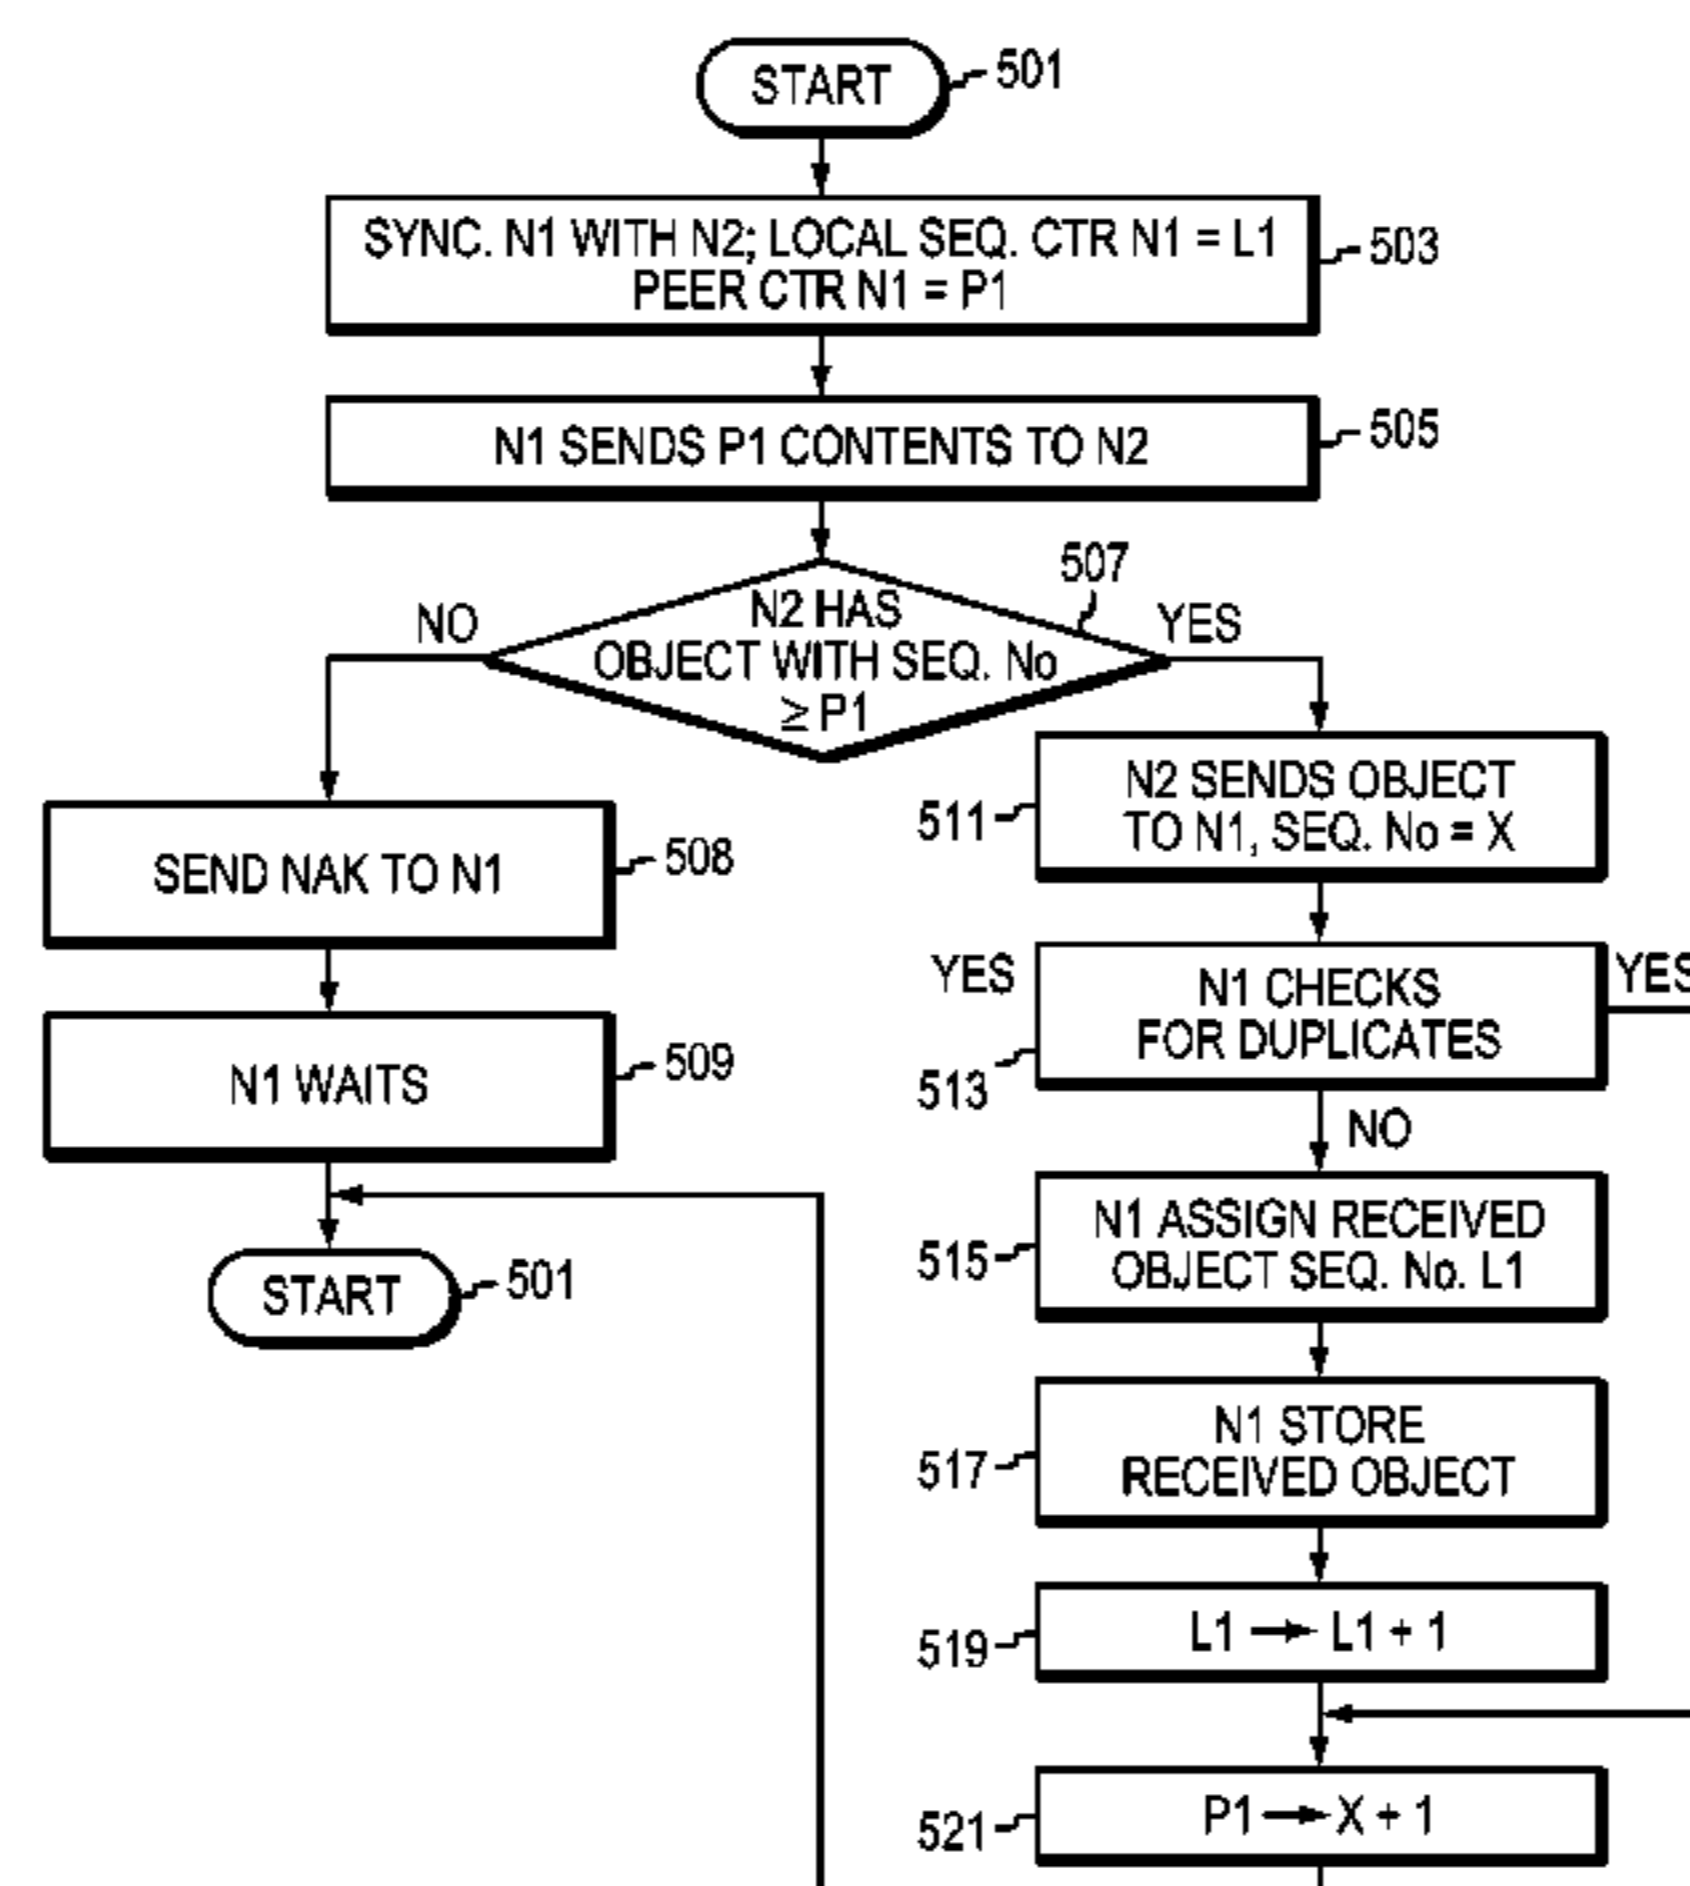 START
501
SYNC. N1 WITH N2; LOCAL SEQ. CTR N1 = L1
PEER CTR N1 = P1
503
N1 SENDS P1 CONTENTS TO N2
505
507
NO
N2 HAS
OBJECT WITH SEQ. No
≥ P1
YES
SEND NAK TO N1
508
N1 WAITS
509
START
501
N2 SENDS OBJECT
TO N1, SEQ. No = X
511
YES
N1 CHECKS
FOR DUPLICATES
YES
513
NO
N1 ASSIGN RECEIVED
OBJECT SEQ. No. L1
515
N1 STORE
RECEIVED OBJECT
517
L1 → L1 + 1
519
P1 → X + 1
521